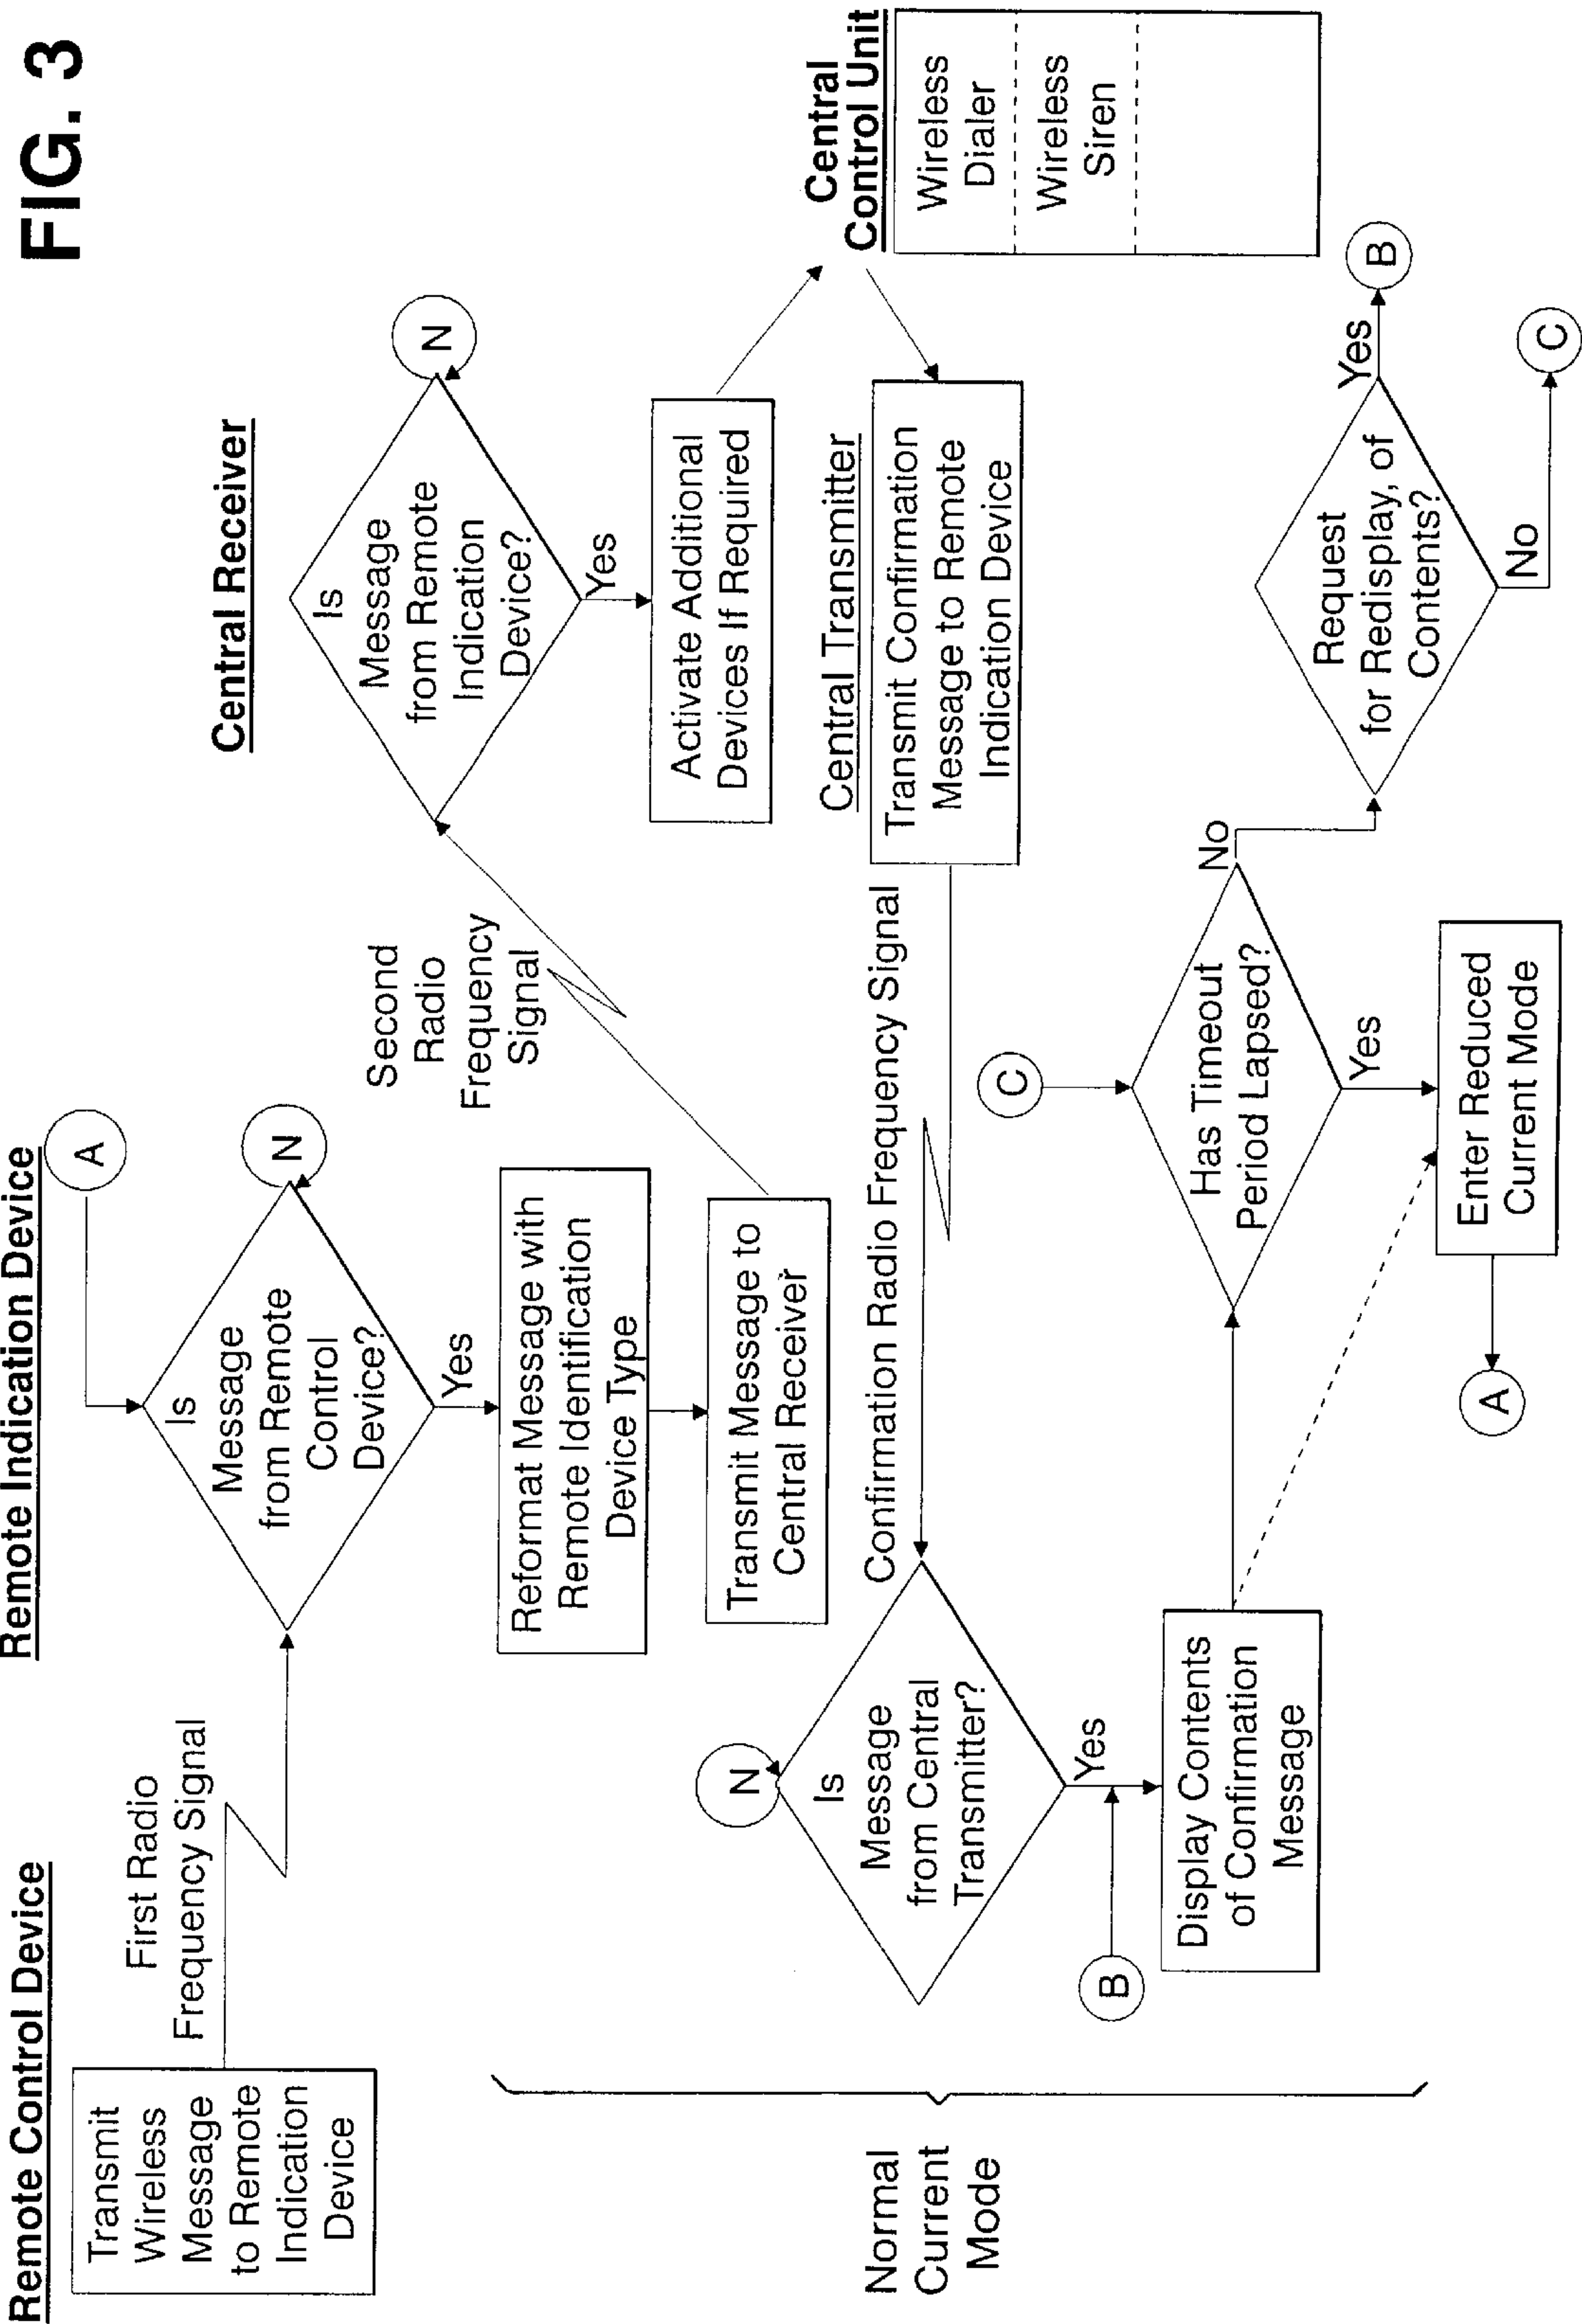 FIG. 3
Remote Control Device
Transmit
Wireless
Message
to Remote
Indication
Device
First Radio
Frequency Signal
Remote Indication Device
A
Is
Message
from Remote
Control
Device?
N
Yes
Reformat Message with
Remote Identification
Device Type
Transmit Message to
Central Receiver
Second
Radio
Frequency
Signal
Central Receiver
Is
Message
from Remote
Indication
Device?
N
Yes
Activate Additional
Devices If Required
Central
Control Unit
Wireless
Dialer
Wireless
Siren
Central Transmitter
Transmit Confirmation
Message to Remote
Indication Device
Confirmation Radio Frequency Signal
Normal
Current
Mode
N
Is
Message
from Central
Transmitter?
Yes
B
Display Contents
of Confirmation
Message
C
Has Timeout
Period Lapsed?
No
Yes
Enter Reduced
Current Mode
A
Request
for Redisplay, of
Contents?
Yes
B
No
C